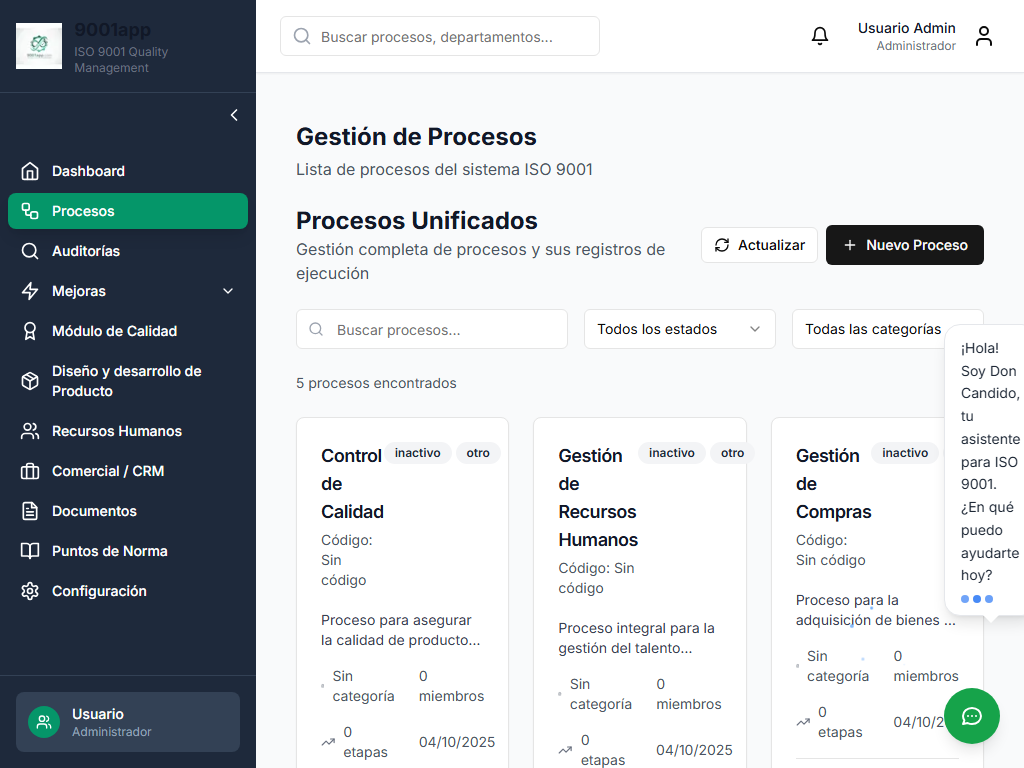 9001app
ISO 9001 Quality
Management
Dashboard
Procesos
Auditorías
Mejoras
Módulo de Calidad
Diseño y desarrollo de
Producto
Recursos Humanos
Comercial / CRM
Documentos
Puntos de Norma
Configuración
Usuario
Administrador
Buscar procesos, departamentos...
Usuario Admin
Administrador
Gestión de Procesos
Lista de procesos del sistema ISO 9001
Procesos Unificados
Gestión completa de procesos y sus registros de
ejecución
Actualizar
Nuevo Proceso
Buscar procesos...
Todos los estados
Todas las categorías
5 procesos encontrados
Control
de
Calidad
inactivo
otro
Código:
Sin
código
Proceso para asegurar
la calidad de producto...
Sin
categoría
0
miembros
0
etapas
04/10/2025
Gestión
de
Recursos
Humanos
inactivo
otro
Código: Sin
código
Proceso integral para la
gestión del talento...
Sin
categoría
0
miembros
0
etapas
04/10/2025
Gestión
de
Compras
inactivo
Código:
Sin código
Proceso para la
adquisición de bienes ...
Sin
categoría
0
miembros
0
etapas
04/10/2
¡Hola!
Soy Don
Candido,
tu
asistente
para ISO
9001.
¿En qué
puedo
ayudarte
hoy?